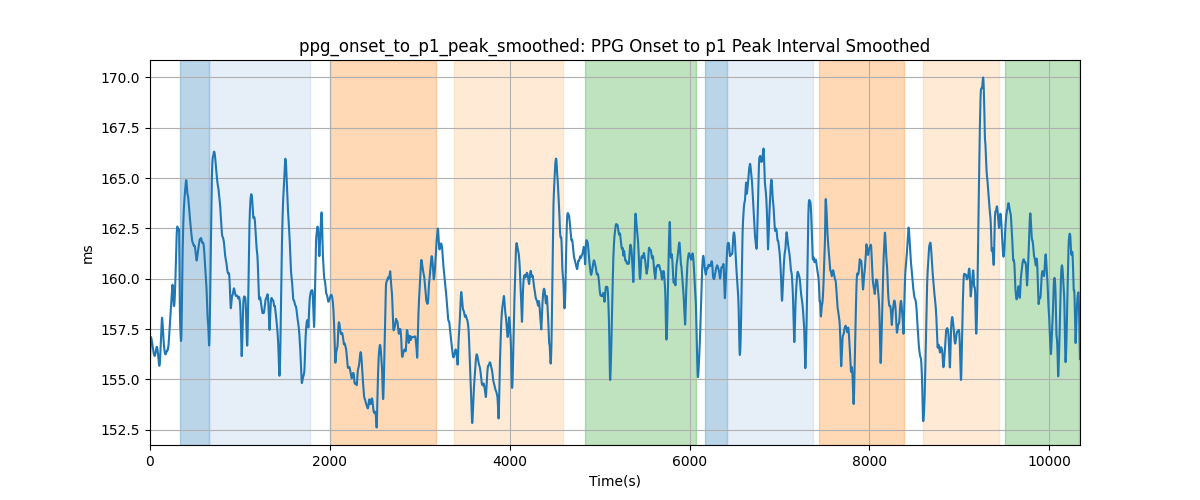 ppg_onset_to_p1_peak_smoothed: PPG Onset to p1 Peak Interval Smoothed
170.0
167.5
165.0
162.5
160.0
157.5
155.0
152.5
ms
0 2000 4000 6000 8000 10000
Time(s)